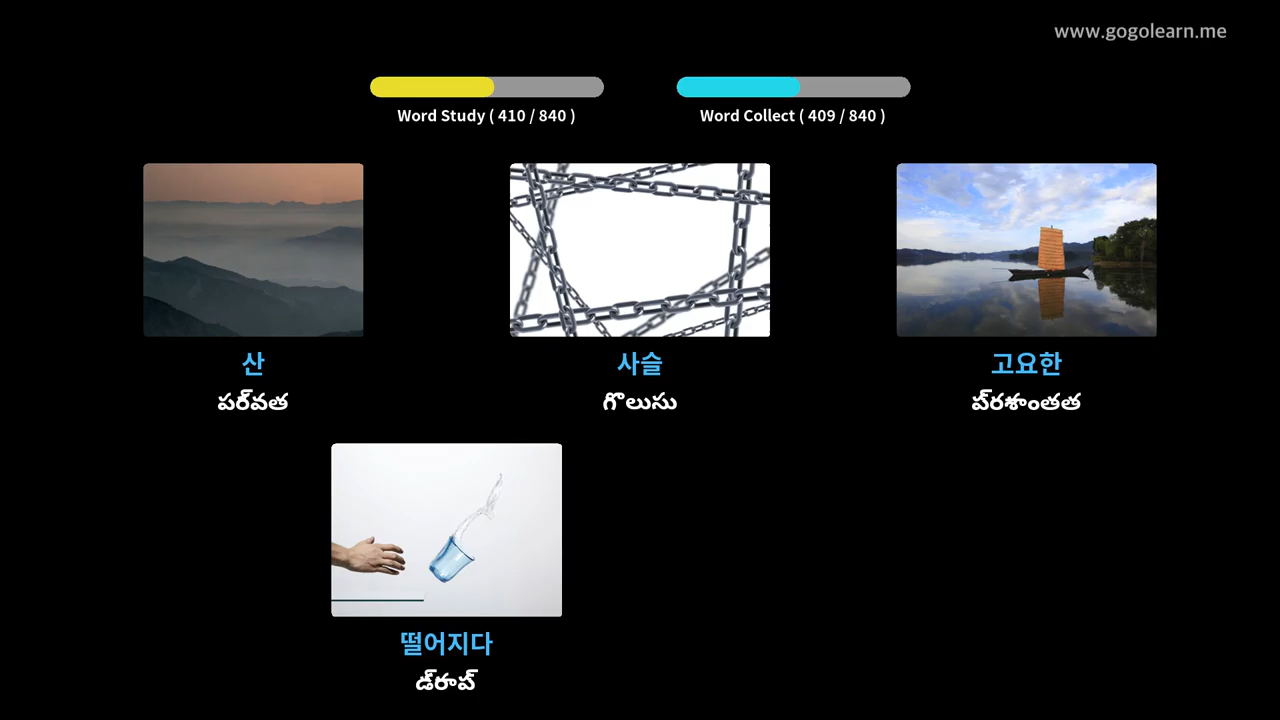 www.gogolearn.me
Word Study ( 410 / 840 )
Word Collect ( 409 / 840 )
산
పర్‌వత
사슬
గొలుసు
고요한
ప్‌రశాంతత
떨어지다
డ్‌రాప్